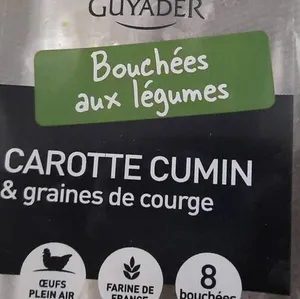 GUYADER
Bouchées
aux légumes
CAROTTE CUMIN
& graines de courge
ŒUFS
PLEIN AIR
FARINE DE
FRANCE
8
bouchées